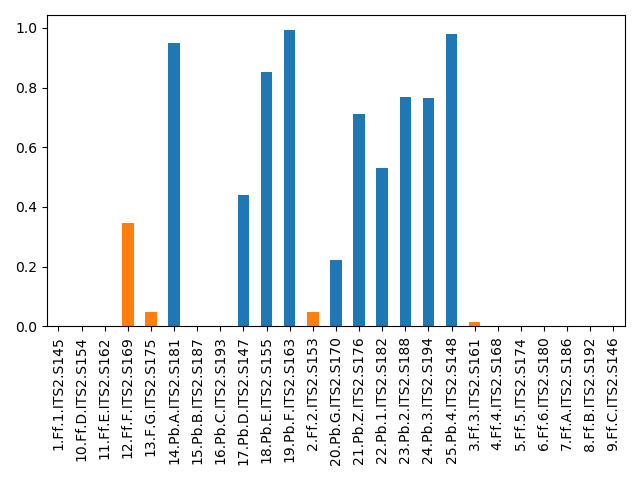 1.0
0.8
0.6
0.4
0.2
0.0
1.Ff.1.ITS2.S145
10.Ff.D.ITS2.S154
11.Ff.E.ITS2.S162
12.Ff.F.ITS2.S169
13.F.G.ITS2.S175
14.Pb.A.ITS2.S181
15.Pb.B.ITS2.S187
16.Pb.C.ITS2.S193
17.Pb.D.ITS2.S147
18.Pb.E.ITS2.S155
19.Pb.F.ITS2.S163
2.Ff.2.ITS2.S153
20.Pb.G.ITS2.S170
21.Pb.Z.ITS2.S176
22.Pb.1.ITS2.S182
23.Pb.2.ITS2.S188
24.Pb.3.ITS2.S194
25.Pb.4.ITS2.S148
3.Ff.3.ITS2.S161
4.Ff.4.ITS2.S168
5.Ff.5.ITS2.S174
6.Ff.6.ITS2.S180
7.Ff.A.ITS2.S186
8.Ff.B.ITS2.S192
9.Ff.C.ITS2.S146